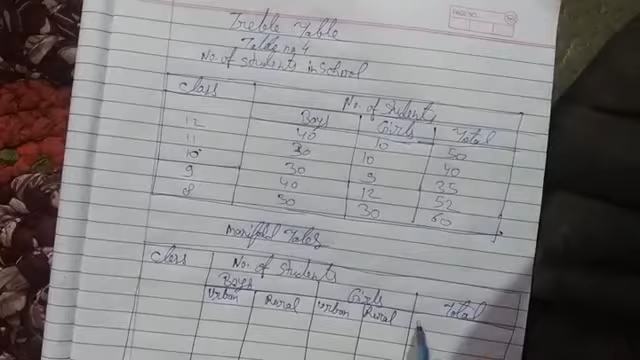 Treble Table
Table no 4
No. of students in School
Class No. of students
Boys Girls Total
12 40 10 50
11 30 10 40
10 30 9 35
9 40 12 52
8 30 30 60
Manifold Tables
Class No. of students
Boys Girls Total
Urban Rural Urban Rural